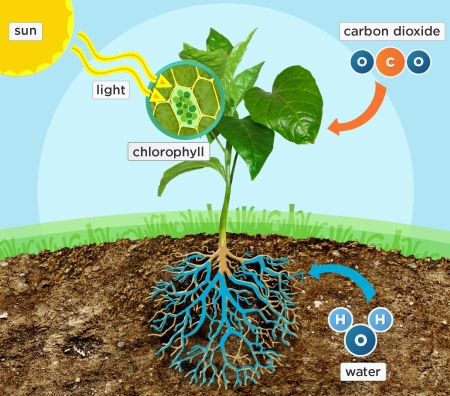 sun
carbon dioxide
O C O
light
chlorophyll
H H
O
water